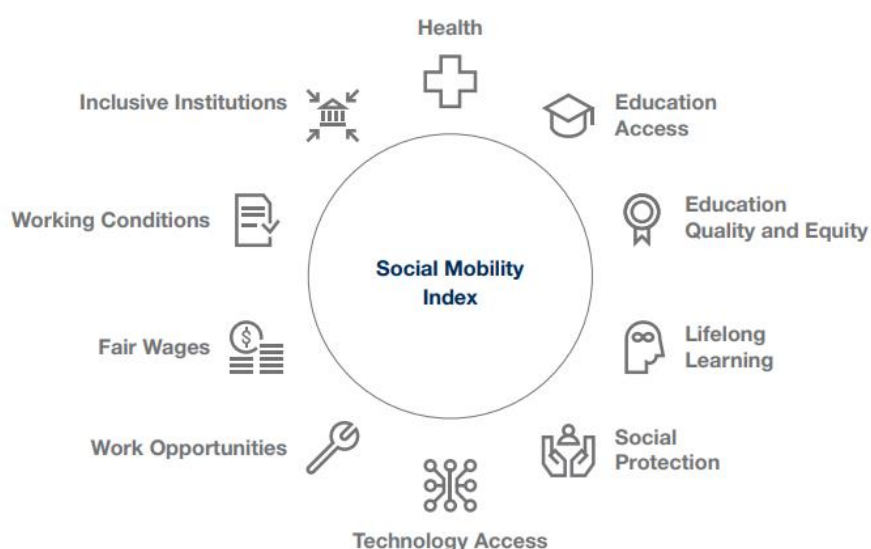 Health
Inclusive Institutions
Education
Access
Working Conditions
Education
Quality and Equity
Social Mobility
Index
Fair Wages
Lifelong
Learning
Work Opportunities
Social
Protection
Technology Access
$